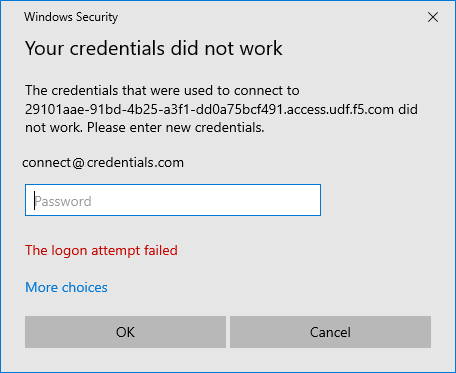 Windows Security
Your credentials did not work
The credentials that were used to connect to
29101aae-91bd-4b25-a3f1-dd0a75bcf491.access.udf.f5.com did
not work. Please enter new credentials.
connect@credentials.com
Password
The logon attempt failed
More choices
OK
Cancel